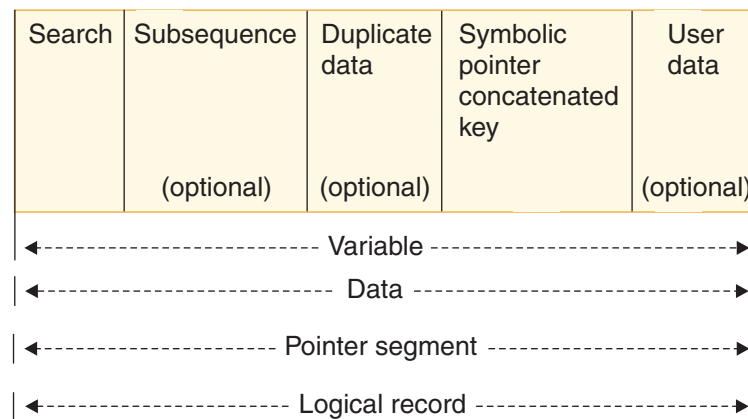 Search
Subsequence
(optional)
Duplicate
data
(optional)
Symbolic
pointer
concatenated
key
User
data
(optional)
Variable
Data
Pointer segment
Logical record